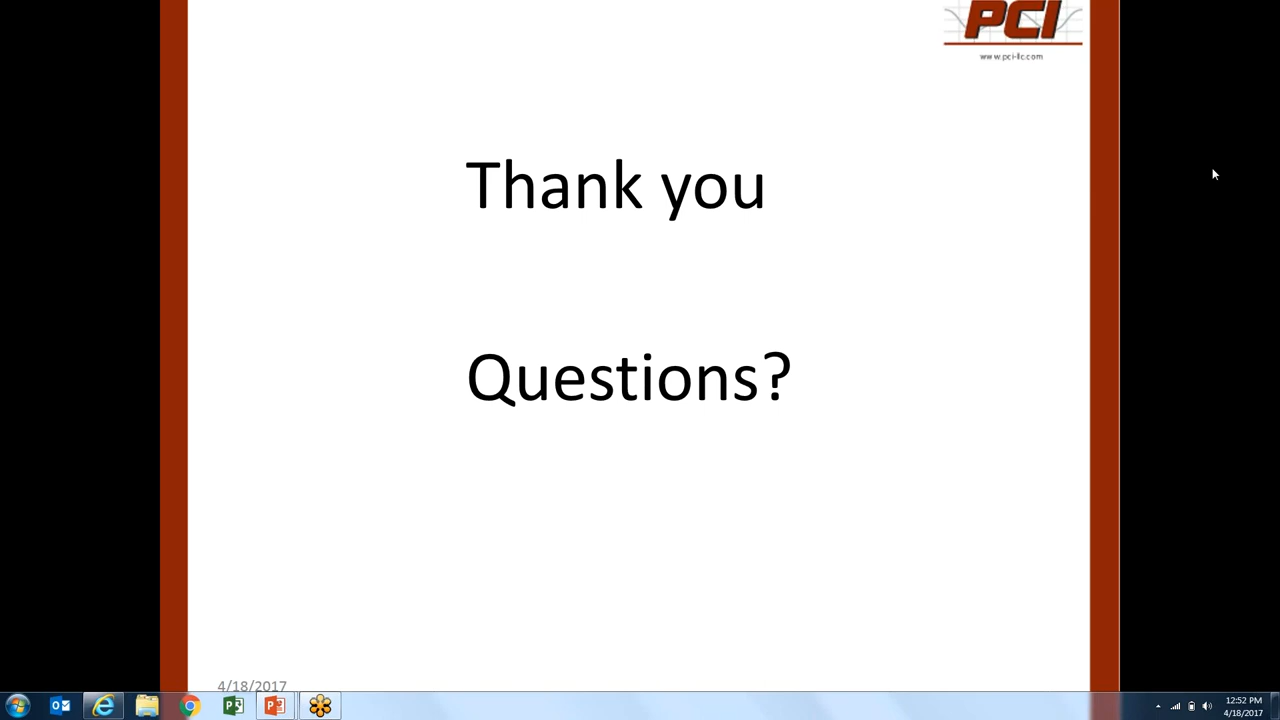 PCI
www.pci-llc.com
Thank you
Questions?
4/18/2017
12:52 PM
4/18/2017